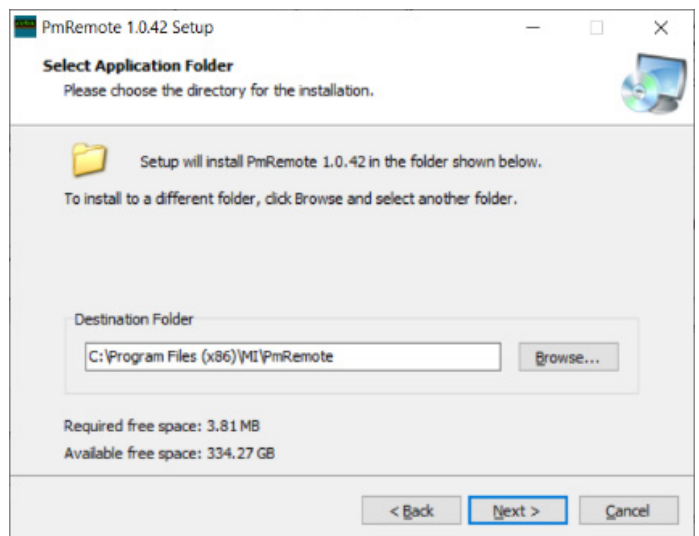 PmRemote 1.0.42 Setup
Select Application Folder
Please choose the directory for the installation.
Setup will install PmRemote 1.0.42 in the folder shown below.
To install to a different folder, click Browse and select another folder.
Destination Folder
C:\Program Files (x86)\MI\PmRemote
Browse...
Required free space: 3.81 MB
Available free space: 334.27 GB
< Back
Next >
Cancel